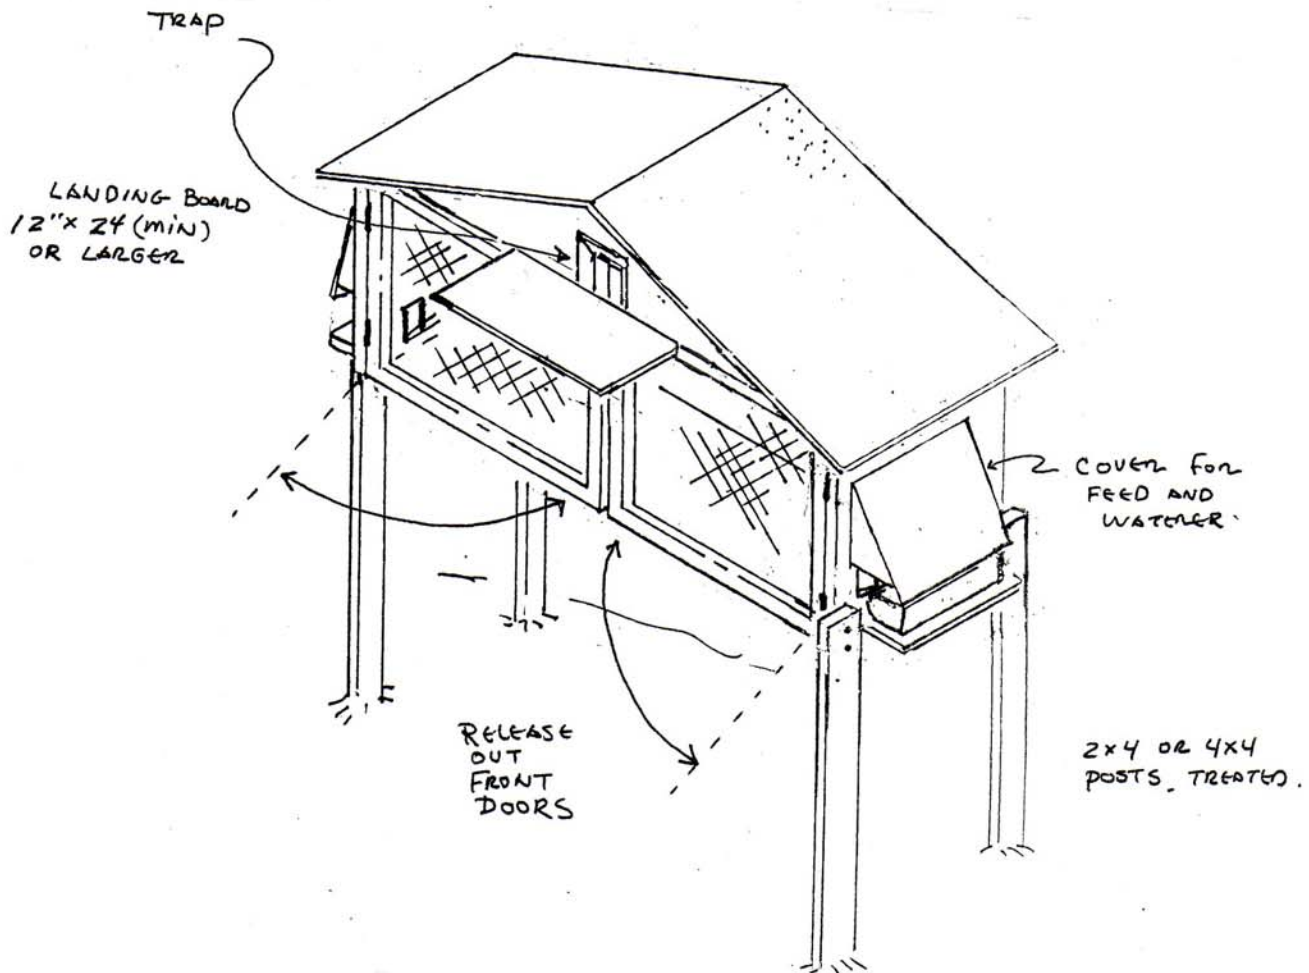 TRAP
LANDING BOARD
12"x 24 (MIN)
OR LARGER
COVER FOR
FEED AND
WATERER.
RELEASE
OUT
FRONT
DOORS
2x4 OR 4x4
POSTS. TREATED.